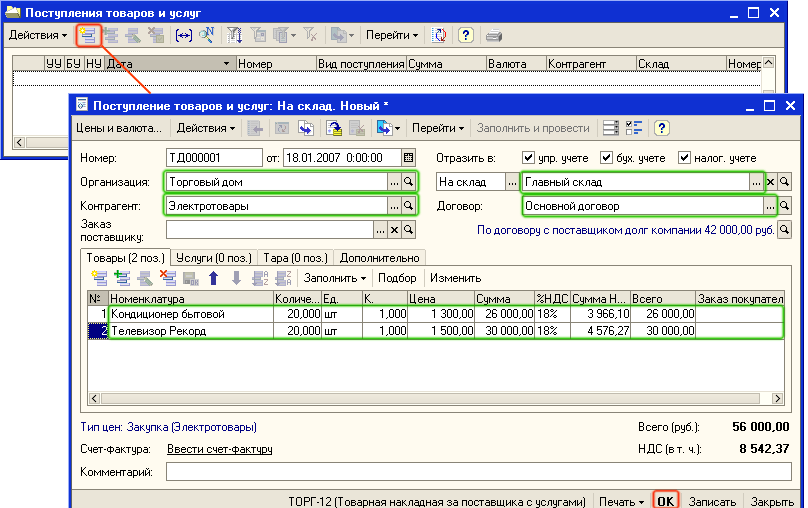 Поступления товаров и услуг
Действия Перейти
УУ БУ НУ Дата Номер Вид поступления Сумма Валюта Контрагент Склад Номер
Поступление товаров и услуг: На склад. Новый *
Цены и валюта... Действия Перейти Заполнить и провести
Номер: ТД000001 от: 18.01.2007 0:00:00 Отразить в: упр. учете бух. учете налог. учете
Организация: Торговый дом На склад Главный склад
Контрагент: Электротовары Договор: Основной договор
Заказ поставщику: По договору с поставщиком долг компании 42 000,00 руб.
Товары (2 поз.) Услуги (0 поз.) Тара (0 поз.) Дополнительно
Заполнить Подбор Изменить
№ Номенклатура Количе... Ед. К. Цена Сумма %НДС Сумма Н... Всего Заказ покупател
1 Кондиционер бытовой 20,000 шт 1,000 1 300,00 26 000,00 18% 3 966,10 26 000,00
2 Телевизор Рекорд 20,000 шт 1,000 1 500,00 30 000,00 18% 4 576,27 30 000,00
Тип цен: Закупка (Электротовары) Всего (руб.): 56 000,00
Счет-фактура: Ввести счет-фактуру НДС (в т. ч.): 8 542,37
Комментарий:
ТОРГ-12 (Товарная накладная за поставщика с услугами) Печать OK Записать Закрыть